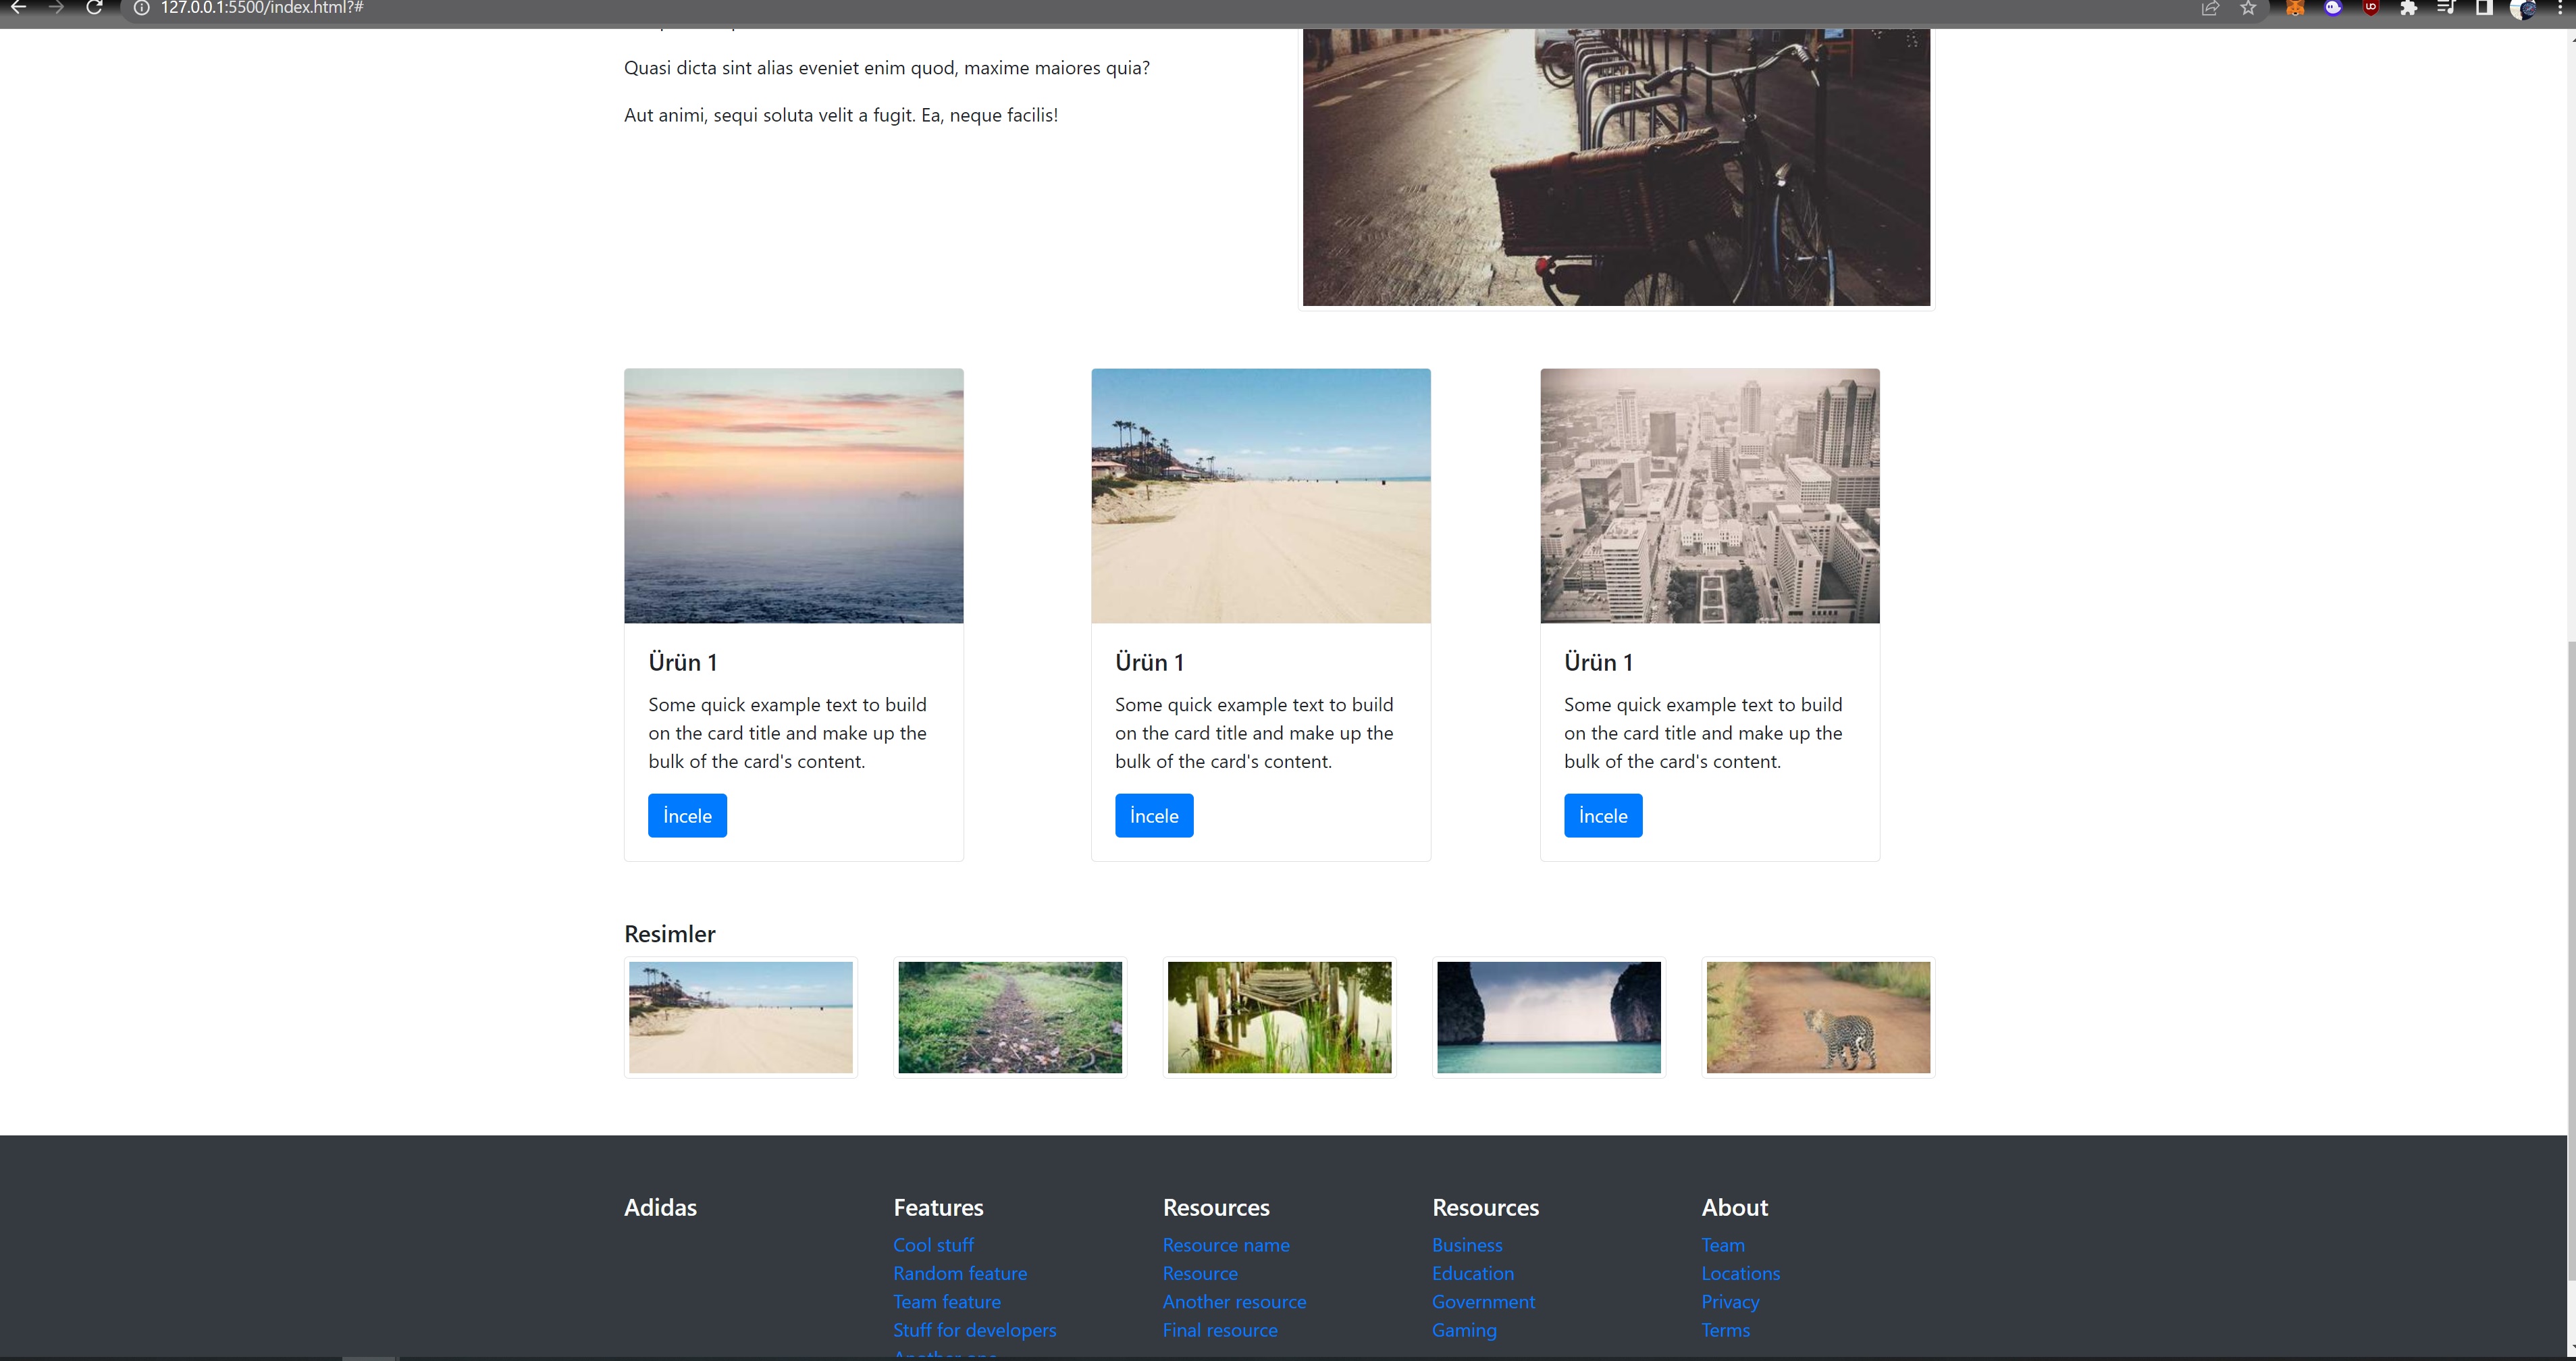 127.0.0.1:5500/index.html?#
Quasi dicta sint alias eveniet enim quod, maxime maiores quia?
Aut animi, sequi soluta velit a fugit. Ea, neque facilis!
Ürün 1
Some quick example text to build
on the card title and make up the
bulk of the card's content.
İncele
Ürün 1
Some quick example text to build
on the card title and make up the
bulk of the card's content.
İncele
Ürün 1
Some quick example text to build
on the card title and make up the
bulk of the card's content.
İncele
Resimler
Adidas
Features
Cool stuff
Random feature
Team feature
Stuff for developers
Another one
Resources
Resource name
Resource
Another resource
Final resource
Resources
Business
Education
Government
Gaming
About
Team
Locations
Privacy
Terms